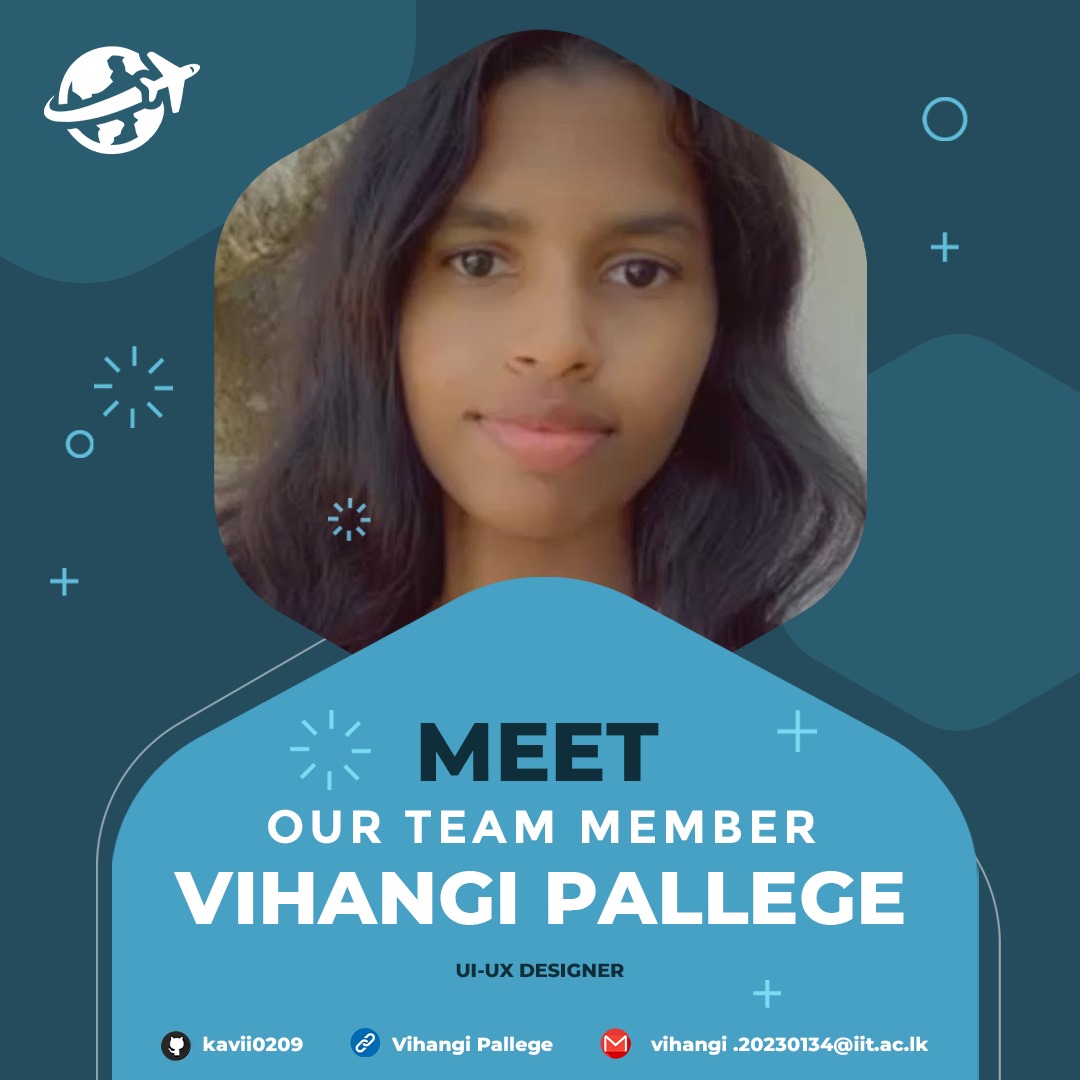 MEET
OUR TEAM MEMBER
VIHANGI PALLEGE
UI-UX DESIGNER
kavii0209 Vihangi Pallege vihangi .20230134@iit.ac.lk